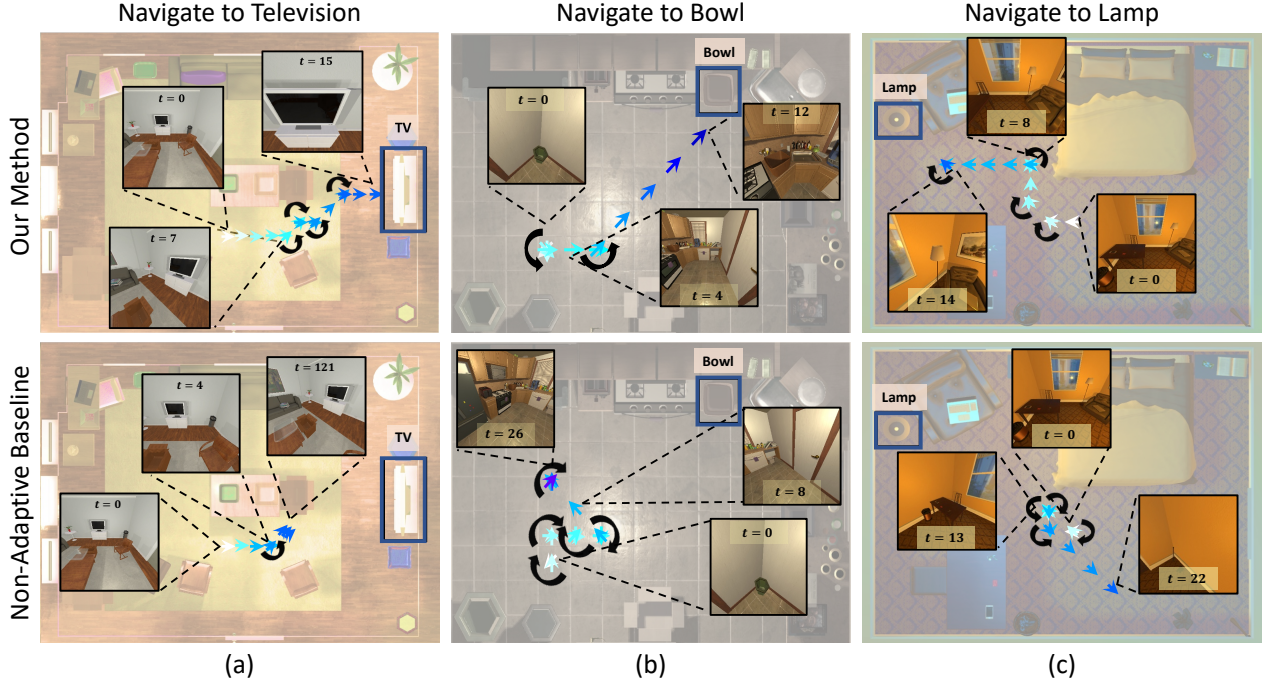 Navigate to Television
Navigate to Bowl
Navigate to Lamp
Our Method
t = 0
t = 15
TV
t = 7
Bowl
t = 0
t = 12
t = 4
Lamp
t = 8
t = 14
t = 0
Non-Adaptive Baseline
t = 4
t = 121
TV
t = 0
Bowl
t = 26
t = 8
t = 0
Lamp
t = 0
t = 13
t = 22
(a)
(b)
(c)